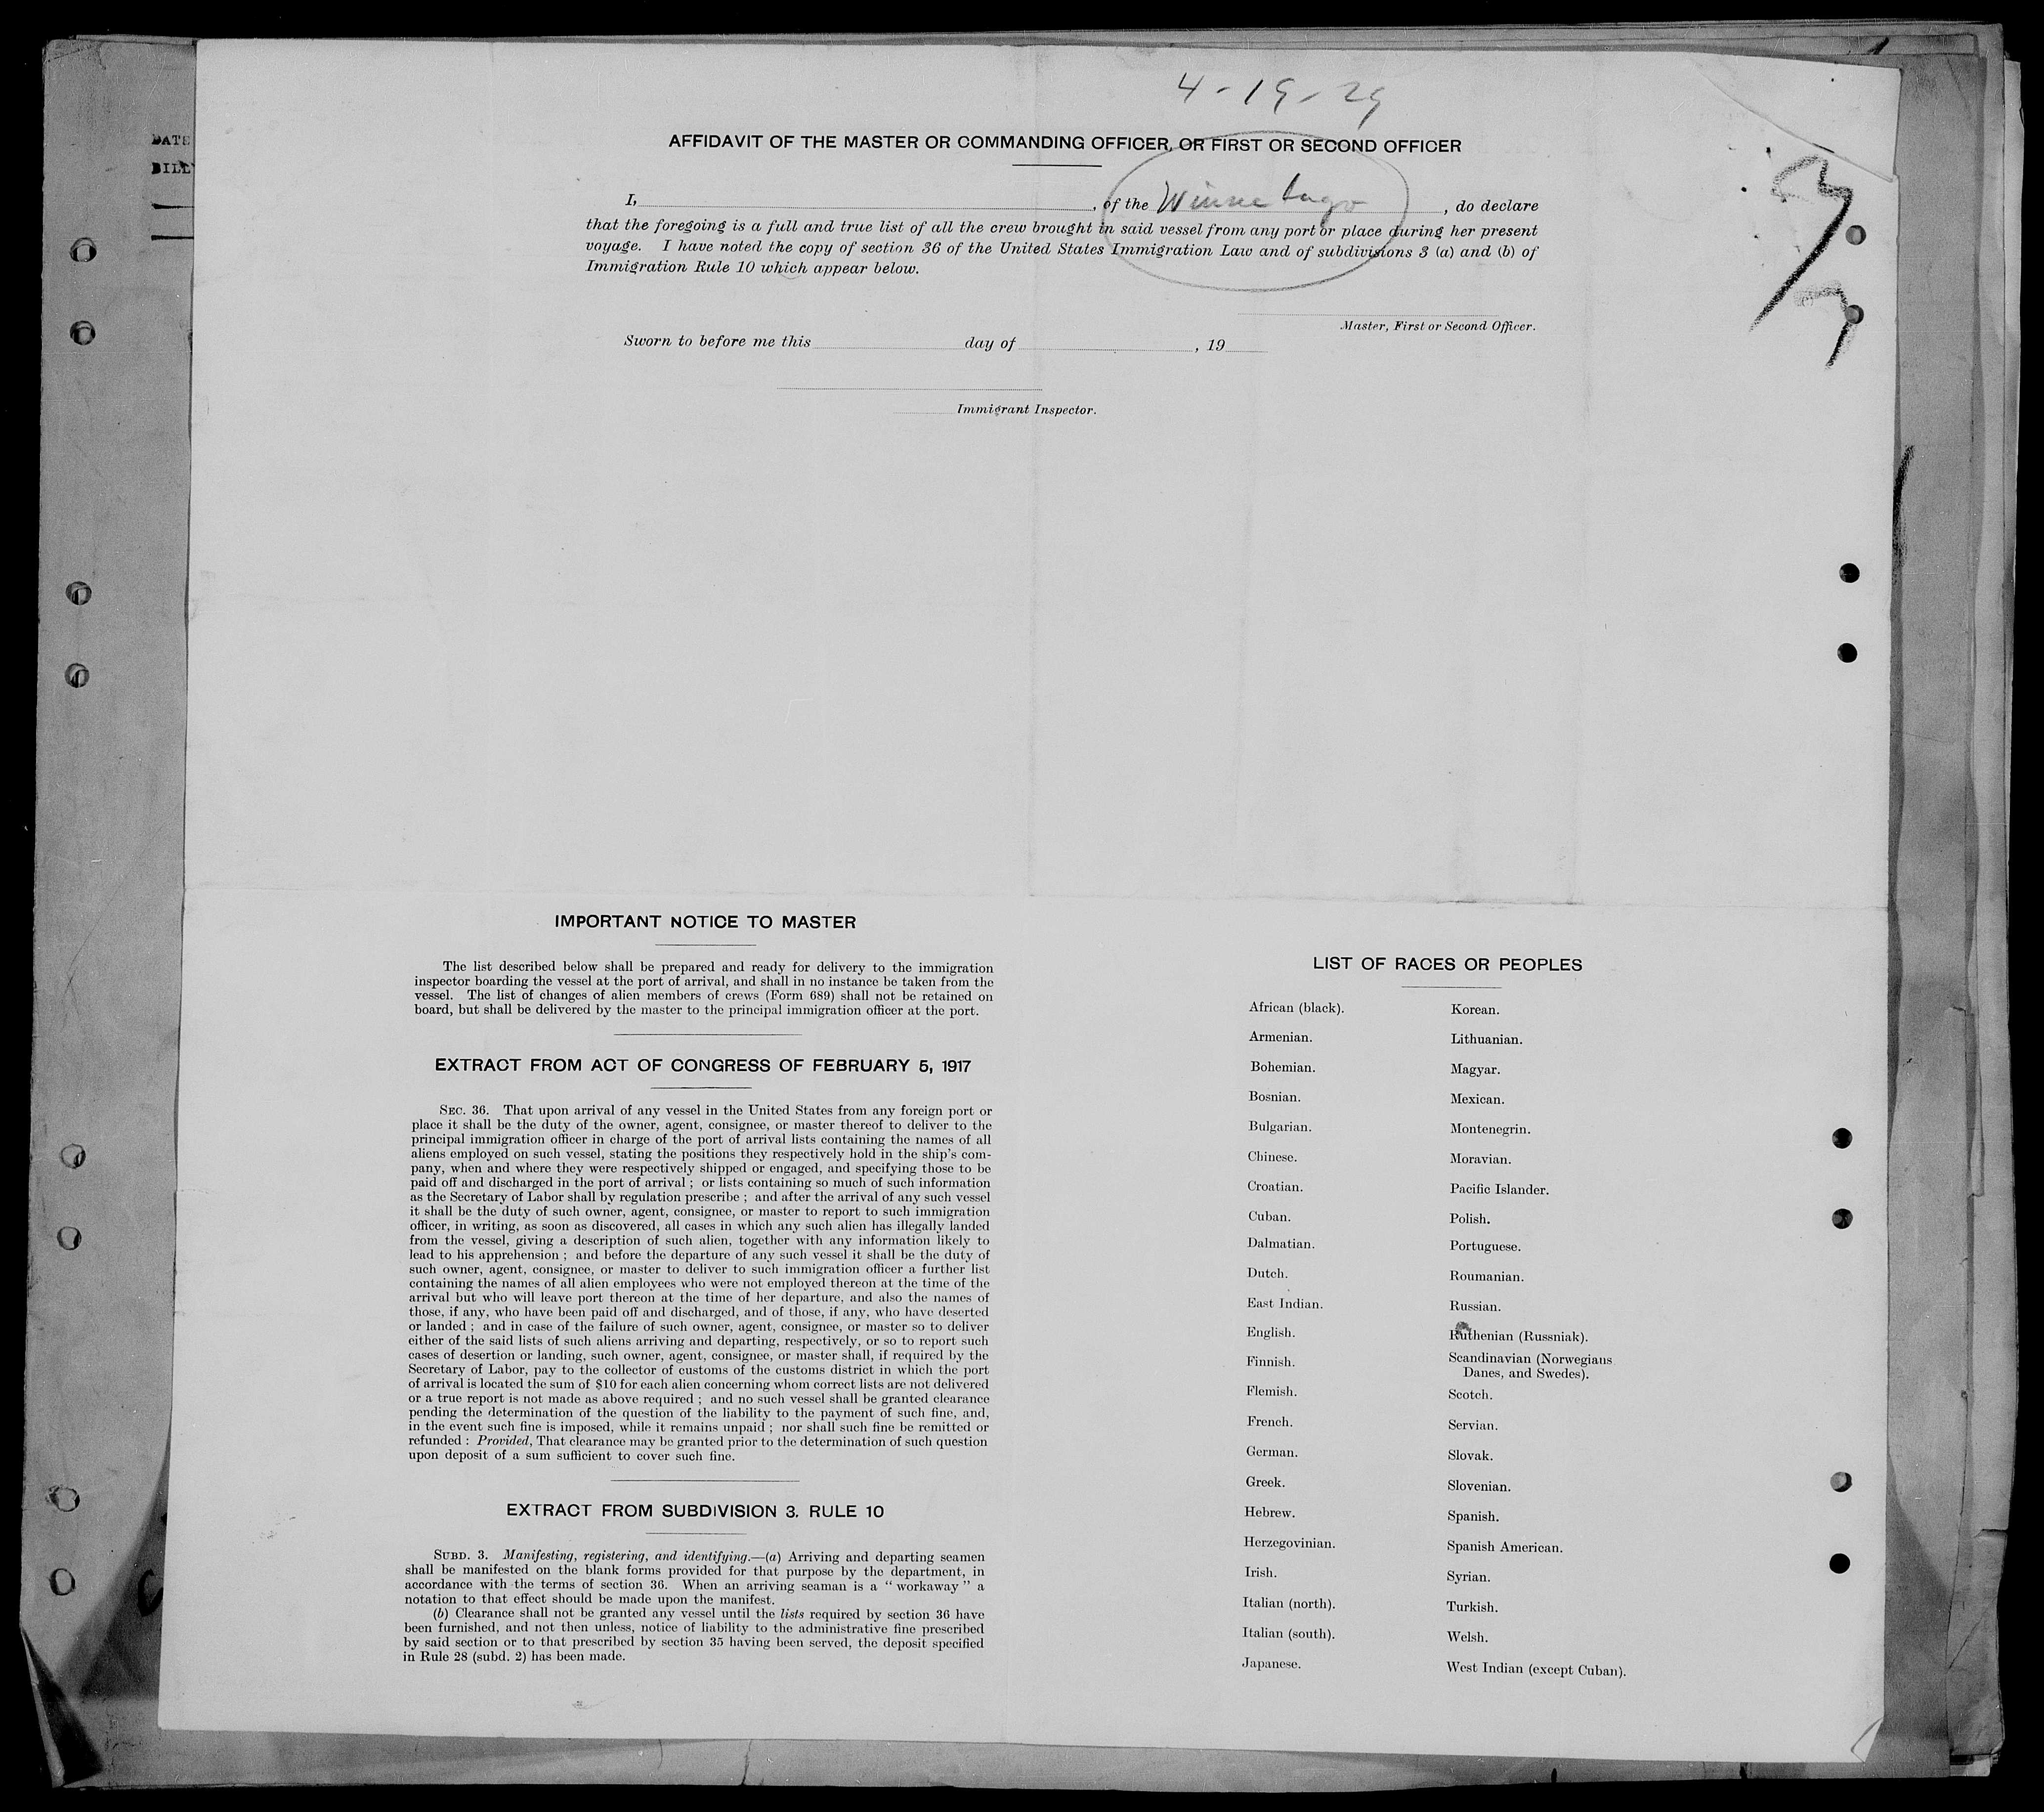 4-19-29
DATE
AFFIDAVIT OF THE MASTER OR COMMANDING OFFICER, OR FIRST OR SECOND OFFICER
I, , of the Winnebago , do declare
that the foregoing is a full and true list of all the crew brought in said vessel from any port or place during her present
voyage. I have noted the copy of section 36 of the United States Immigration Law and of subdivisions 3 (a) and (b) of
Immigration Rule 10 which appear below.
Master, First or Second Officer.
Sworn to before me this day of , 19
Immigrant Inspector.
IMPORTANT NOTICE TO MASTER
The list described below shall be prepared and ready for delivery to the immigration
inspector boarding the vessel at the port of arrival, and shall in no instance be taken from the
vessel. The list of changes of alien members of crews (Form 689) shall not be retained on
board, but shall be delivered by the master to the principal immigration officer at the port.
EXTRACT FROM ACT OF CONGRESS OF FEBRUARY 5, 1917
SEC. 36. That upon arrival of any vessel in the United States from any foreign port or
place it shall be the duty of the owner, agent, consignee, or master thereof to deliver to the
principal immigration officer in charge of the port of arrival lists containing the names of all
aliens employed on such vessel, stating the positions they respectively hold in the ship's com-
pany, when and where they were respectively shipped or engaged, and specifying those to be
paid off and discharged in the port of arrival; or lists containing so much of such information
as the Secretary of Labor shall by regulation prescribe; and after the arrival of any such vessel
it shall be the duty of such owner, agent, consignee, or master to report to such immigration
officer, in writing, as soon as discovered, all cases in which any such alien has illegally landed
from the vessel, giving a description of such alien, together with any information likely to
lead to his apprehension; and before the departure of any such vessel it shall be the duty of
such owner, agent, consignee, or master to deliver to such immigration officer a further list
containing the names of all alien employees who were not employed thereon at the time of the
arrival but who will leave port thereon at the time of her departure, and also the names of
those, if any, who have been paid off and discharged, and of those, if any, who have deserted
or landed; and in case of the failure of such owner, agent, consignee, or master so to deliver
either of the said lists of such aliens arriving and departing, respectively, or so to report such
cases of desertion or landing, such owner, agent, consignee, or master shall, if required by the
Secretary of Labor, pay to the collector of customs of the customs district in which the port
of arrival is located the sum of $10 for each alien concerning whom correct lists are not delivered
or a true report is not made as above required; and no such vessel shall be granted clearance
pending the determination of the question of the liability to the payment of such fine, and,
in the event such fine is imposed, while it remains unpaid; nor shall such fine be remitted or
refunded: Provided, That clearance may be granted prior to the determination of such question
upon deposit of a sum sufficient to cover such fine.
EXTRACT FROM SUBDIVISION 3. RULE 10
SUBD. 3. Manifesting, registering, and identifying.—(a) Arriving and departing seamen
shall be manifested on the blank forms provided for that purpose by the department, in
accordance with the terms of section 36. When an arriving seaman is a "workaway" a
notation to that effect should be made upon the manifest.
(b) Clearance shall not be granted any vessel until the lists required by section 36 have
been furnished, and not then unless, notice of liability to the administrative fine prescribed
by said section or to that prescribed by section 35 having been served, the deposit specified
in Rule 28 (subd. 2) has been made.
LIST OF RACES OR PEOPLES
African (black).
Armenian.
Bohemian.
Bosnian.
Bulgarian.
Chinese.
Croatian.
Cuban.
Dalmatian.
Dutch.
East Indian.
English.
Finnish.
Flemish.
French.
German.
Greek.
Hebrew.
Herzegovinian.
Irish.
Italian (north).
Italian (south).
Japanese.
Korean.
Lithuanian.
Magyar.
Mexican.
Montenegrin.
Moravian.
Pacific Islander.
Polish.
Portuguese.
Roumanian.
Russian.
Ruthenian (Russniak).
Scandinavian (Norwegians
Danes, and Swedes).
Scotch.
Servian.
Slovak.
Slovenian.
Spanish.
Spanish American.
Syrian.
Turkish.
Welsh.
West Indian (except Cuban).